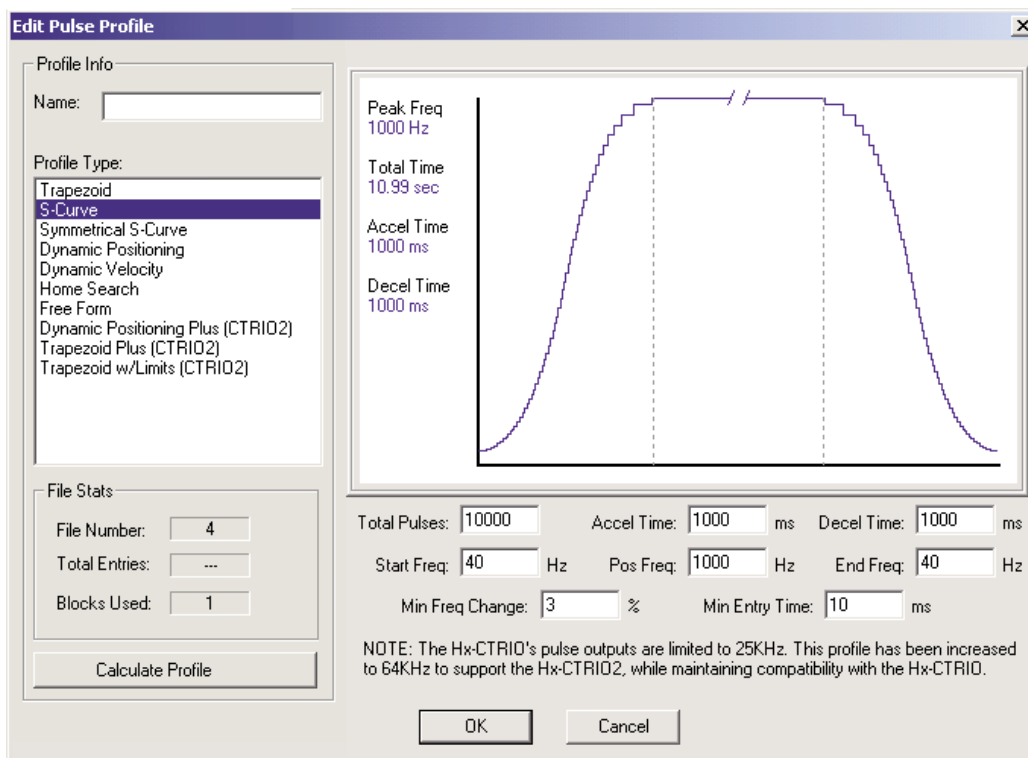 Edit Pulse Profile
Profile Info
Name:
Profile Type:
Trapezoid
S-Curve
Symmetrical S-Curve
Dynamic Positioning
Dynamic Velocity
Home Search
Free Form
Dynamic Positioning Plus (CTRIO2)
Trapezoid Plus (CTRIO2)
Trapezoid w/Limits (CTRIO2)
File Stats
File Number: 4
Total Entries: ---
Blocks Used: 1
Calculate Profile
Peak Freq
1000 Hz
Total Time
10.99 sec
Accel Time
1000 ms
Decel Time
1000 ms
Total Pulses: 10000 Accel Time: 1000 ms Decel Time: 1000 ms
Start Freq: 40 Hz Pos Freq: 1000 Hz End Freq: 40 Hz
Min Freq Change: 3 % Min Entry Time: 10 ms
NOTE: The Hx-CTRIO's pulse outputs are limited to 25KHz. This profile has been increased
to 64KHz to support the Hx-CTRIO2, while maintaining compatibility with the Hx-CTRIO.
OK Cancel